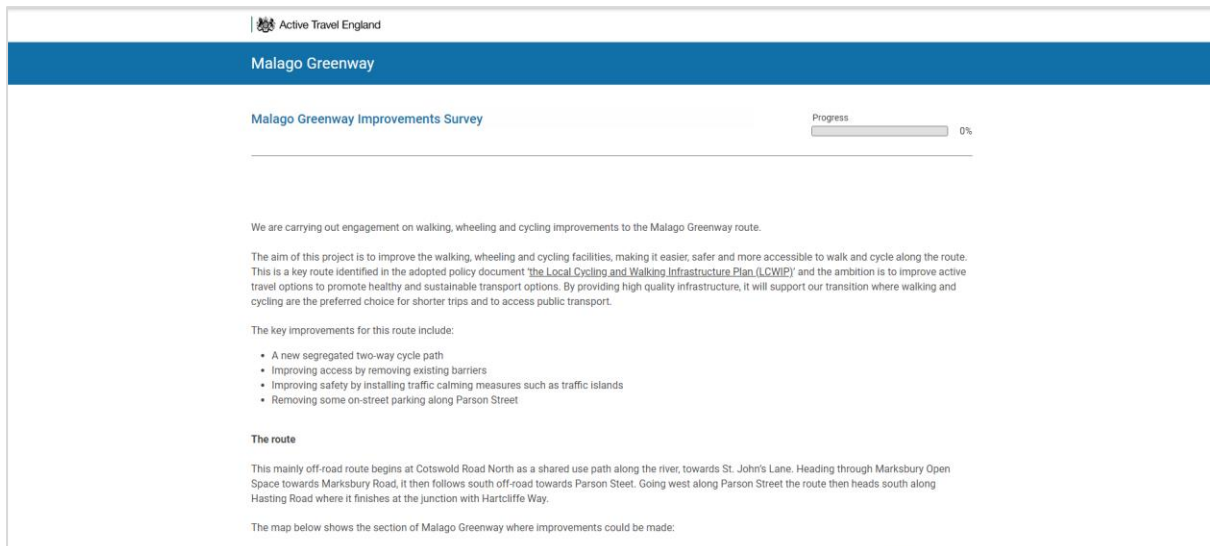 Active Travel England
Malago Greenway
Malago Greenway Improvements Survey
Progress
0%
We are carrying out engagement on walking, wheeling and cycling improvements to the Malago Greenway route.
The aim of this project is to improve the walking, wheeling and cycling facilities, making it easier, safer and more accessible to walk and cycle along the route.
This is a key route identified in the adopted policy document 'the Local Cycling and Walking Infrastructure Plan (LCWIP)' and the ambition is to improve active
travel options to promote healthy and sustainable transport options. By providing high quality infrastructure, it will support our transition where walking and
cycling are the preferred choice for shorter trips and to access public transport.
The key improvements for this route include:
• A new segregated two-way cycle path
• Improving access by removing existing barriers
• Improving safety by installing traffic calming measures such as traffic islands
• Removing some on-street parking along Parson Street
The route
This mainly off-road route begins at Cotswold Road North as a shared use path along the river, towards St. John's Lane. Heading through Marksbury Open
Space towards Marksbury Road, it then follows south off-road towards Parson Steet. Going west along Parson Street the route then heads south along
Hasting Road where it finishes at the junction with Hartcliffe Way.
The map below shows the section of Malago Greenway where improvements could be made: